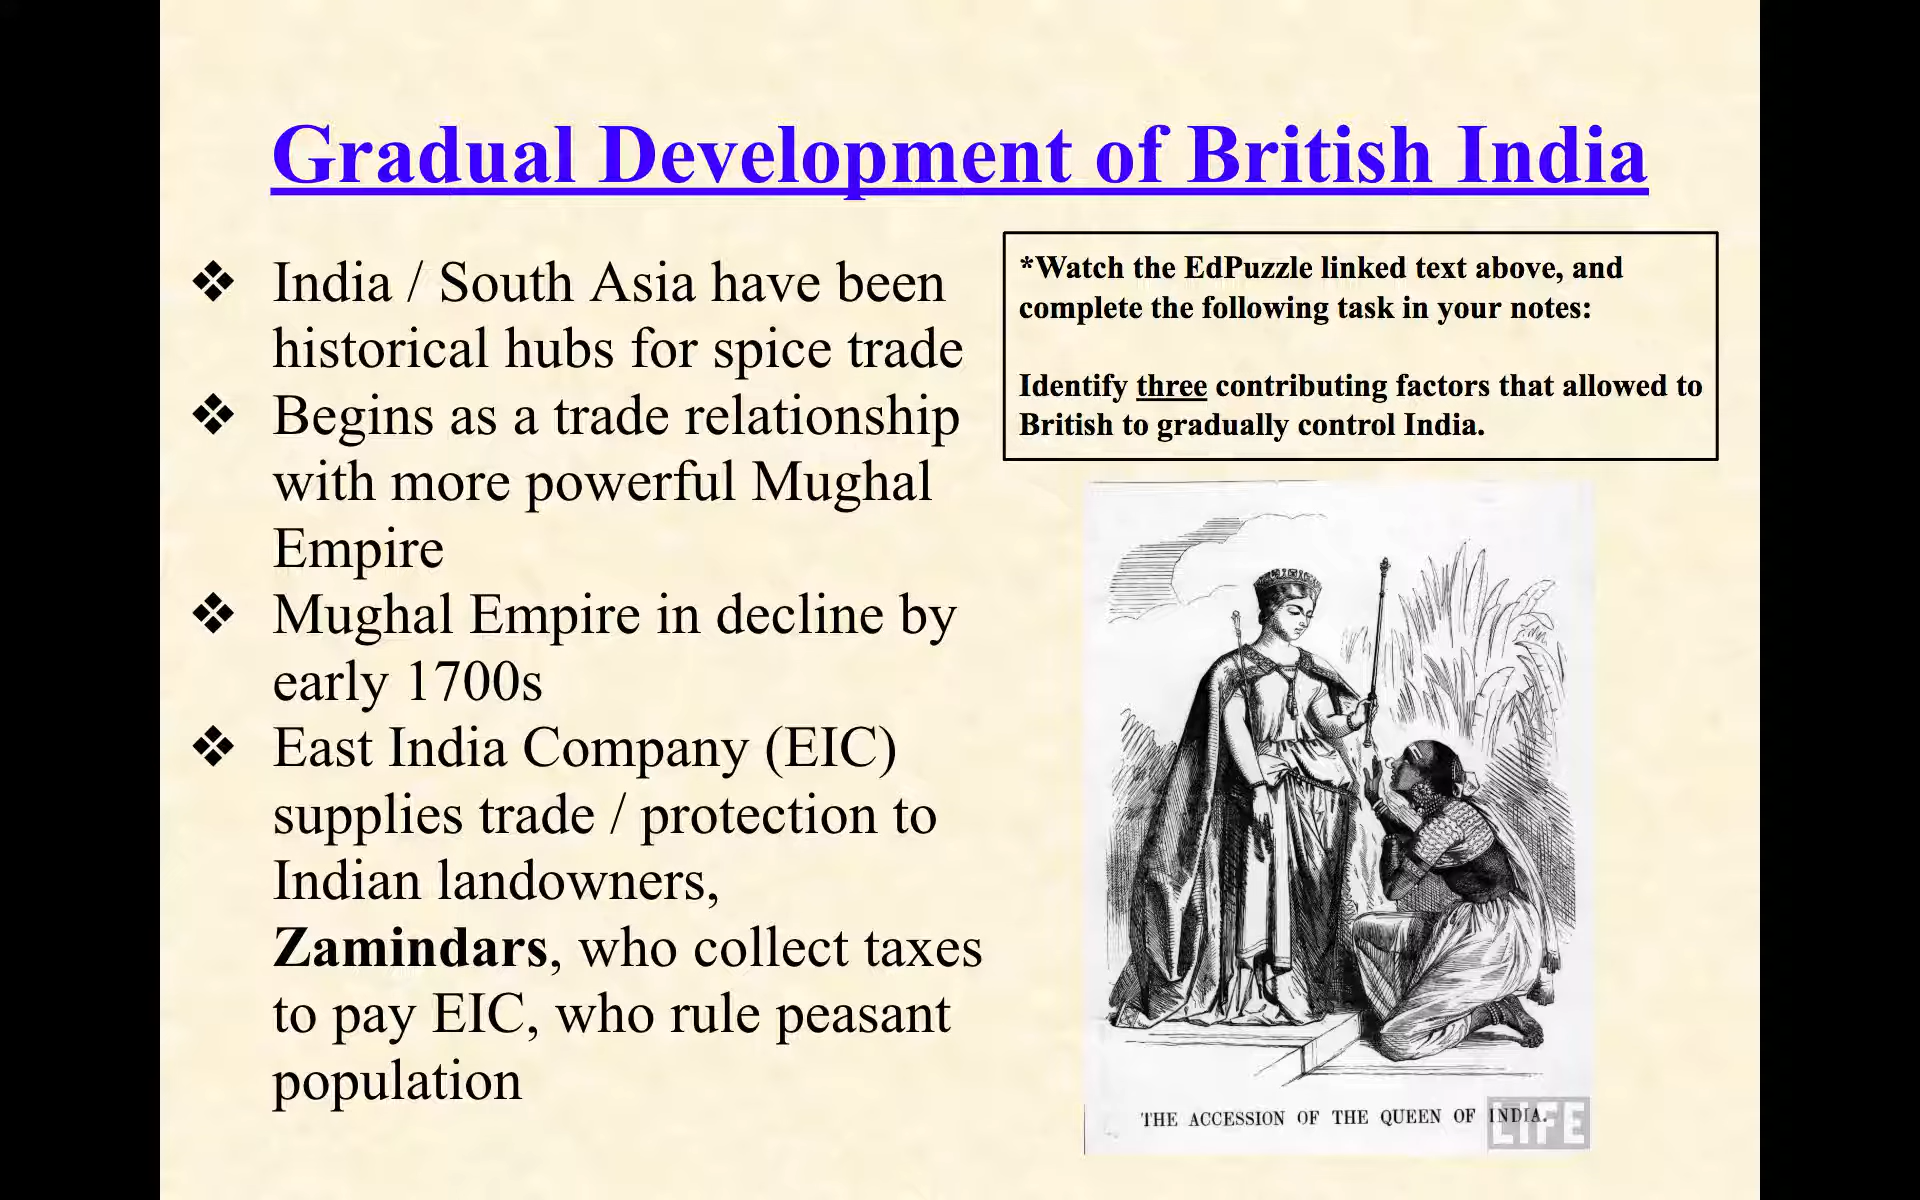 Gradual Development of British India
❖ India / South Asia have been
historical hubs for spice trade
❖ Begins as a trade relationship
with more powerful Mughal
Empire
❖ Mughal Empire in decline by
early 1700s
❖ East India Company (EIC)
supplies trade / protection to
Indian landowners,
Zamindars, who collect taxes
to pay EIC, who rule peasant
population
*Watch the EdPuzzle linked text above, and
complete the following task in your notes:
Identify three contributing factors that allowed to
British to gradually control India.
THE ACCESSION OF THE QUEEN OF INDIA.
LIFE